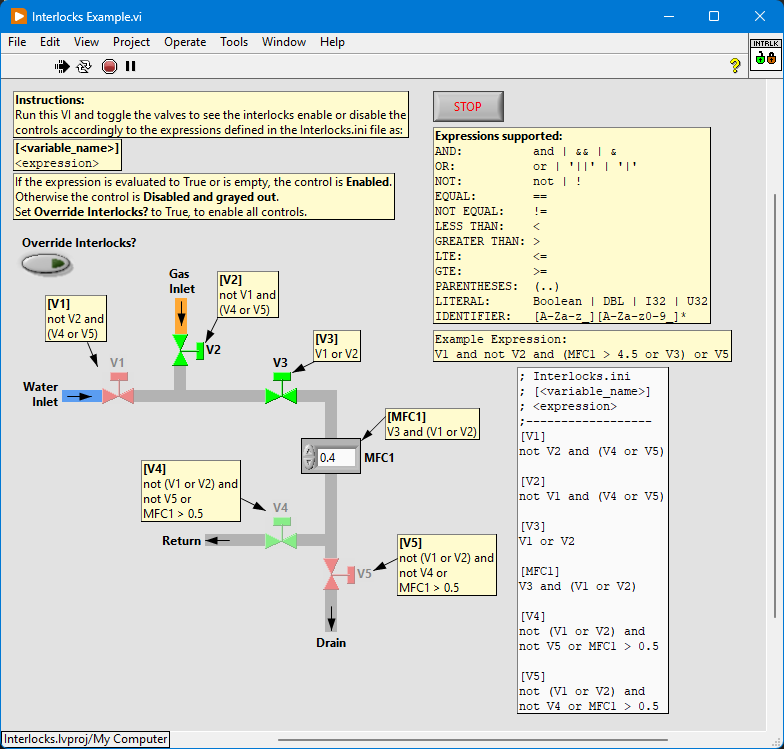 Interlocks Example.vi
File Edit View Project Operate Tools Window Help
?
INTRLK
Instructions:
Run this VI and toggle the valves to see the interlocks enable or disable the
controls accordingly to the expressions defined in the Interlocks.ini file as:
[<variable_name>]
<expression>
If the expression is evaluated to True or is empty, the control is Enabled.
Otherwise the control is Disabled and grayed out.
Set Override Interlocks? to True, to enable all controls.
STOP
Expressions supported:
AND: and | && | &
OR: or | '||' | '|'
NOT: not | !
EQUAL: ==
NOT EQUAL: !=
LESS THAN: <
GREATER THAN: >
LTE: <=
GTE: >=
PARENTHESES: (..)
LITERAL: Boolean | DBL | I32 | U32
IDENTIFIER: [A-Za-z_][A-Za-z0-9_]*
Example Expression:
V1 and not V2 and (MFC1 > 4.5 or V3) or V5
Override Interlocks?
Gas
Inlet
[V2]
not V1 and
(V4 or V5)
[V1]
not V2 and
(V4 or V5)
V2
[V3]
V1 or V2
V1
V3
Water
Inlet
[MFC1]
V3 and (V1 or V2)
0.4
MFC1
[V4]
not (V1 or V2) and
not V5 or
MFC1 > 0.5
V4
Return
[V5]
not (V1 or V2) and
not V4 or
MFC1 > 0.5
V5
Drain
; Interlocks.ini
; [<variable_name>]
; <expression>
;------------------
[V1]
not V2 and (V4 or V5)
[V2]
not V1 and (V4 or V5)
[V3]
V1 or V2
[MFC1]
V3 and (V1 or V2)
[V4]
not (V1 or V2) and
not V5 or MFC1 > 0.5
[V5]
not (V1 or V2) and
not V4 or MFC1 > 0.5
Interlocks.lvproj/My Computer